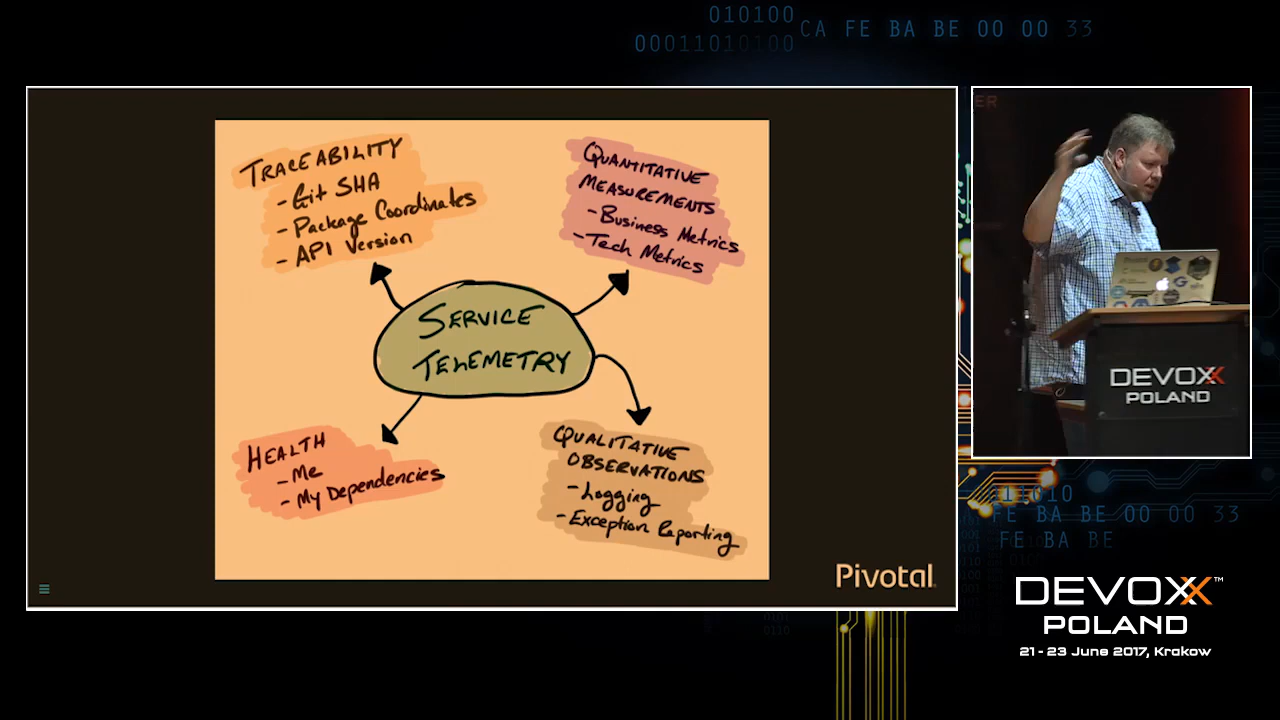 010100
00011010100
CA FE BA BE 00 00 33
TRACEABILITY
- Git SHA
- Package Coordinates
- API Version
QUANTITATIVE
MEASUREMENTS
- Business Metrics
- Tech Metrics
SERVICE
TELEMETRY
HEALTH
- Me
- My Dependencies
QUALITATIVE
OBSERVATIONS
- Logging
- Exception Reporting
Pivotal
ER
DEVOXX
POLAND
FE BA BE 00 00 33
FE BA BE
DEVOXX™
POLAND
21 - 23 June 2017, Krakow